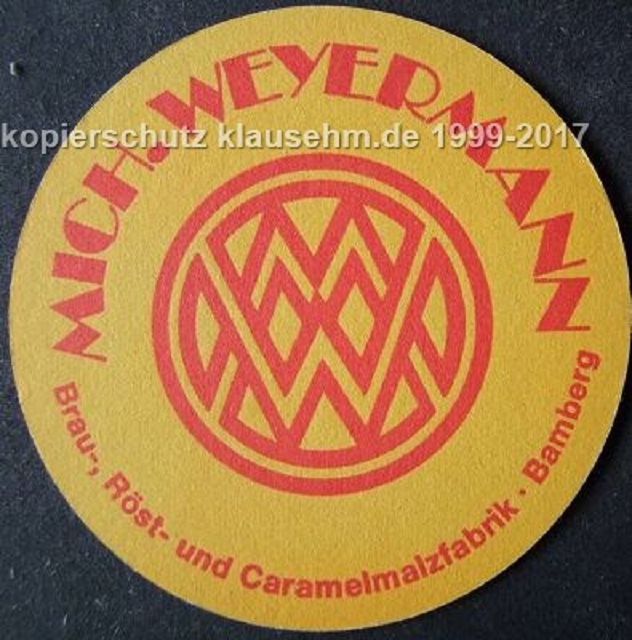 MICH. WEYERMANN
kopierschutz klausehm.de 1999-2017
Brau-, Röst- und Caramelmalzfabrik · Bamberg